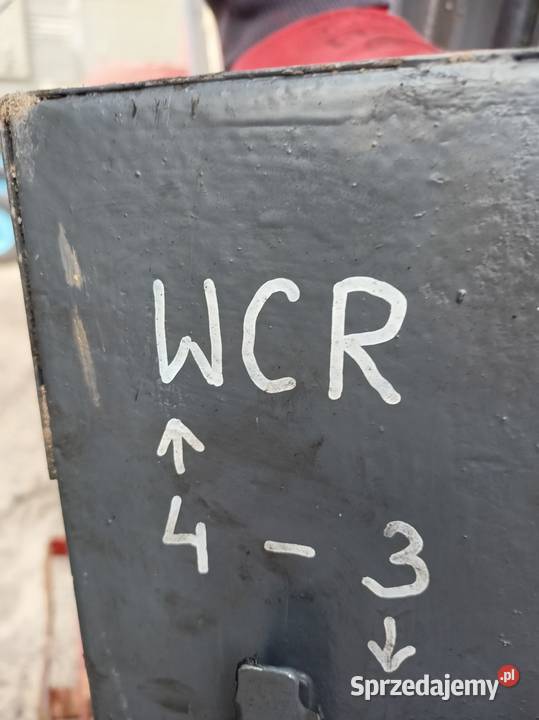 WCR
↑
4 - 3
↓
Sprzedajemy.pl